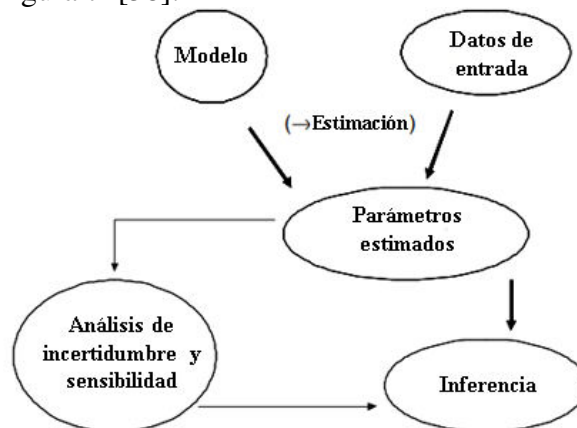 Modelo
Datos de
entrada
(→Estimación)
Parámetros
estimados
Análisis de
incertidumbre y
sensibilidad
Inferencia